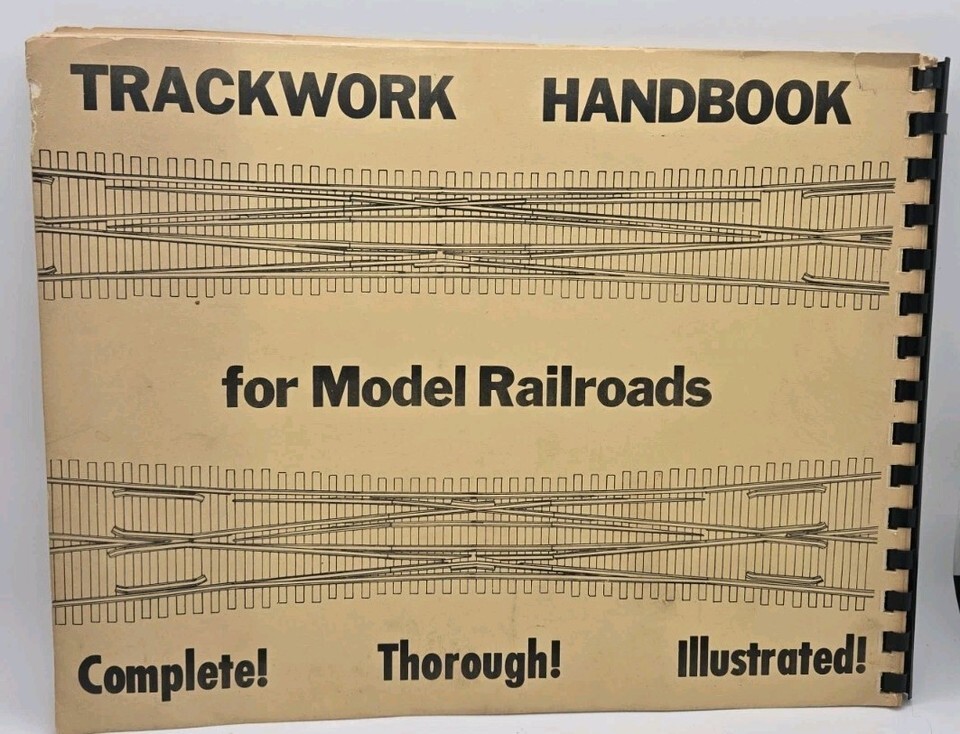 TRACKWORK HANDBOOK
for Model Railroads
Complete! Thorough! Illustrated!